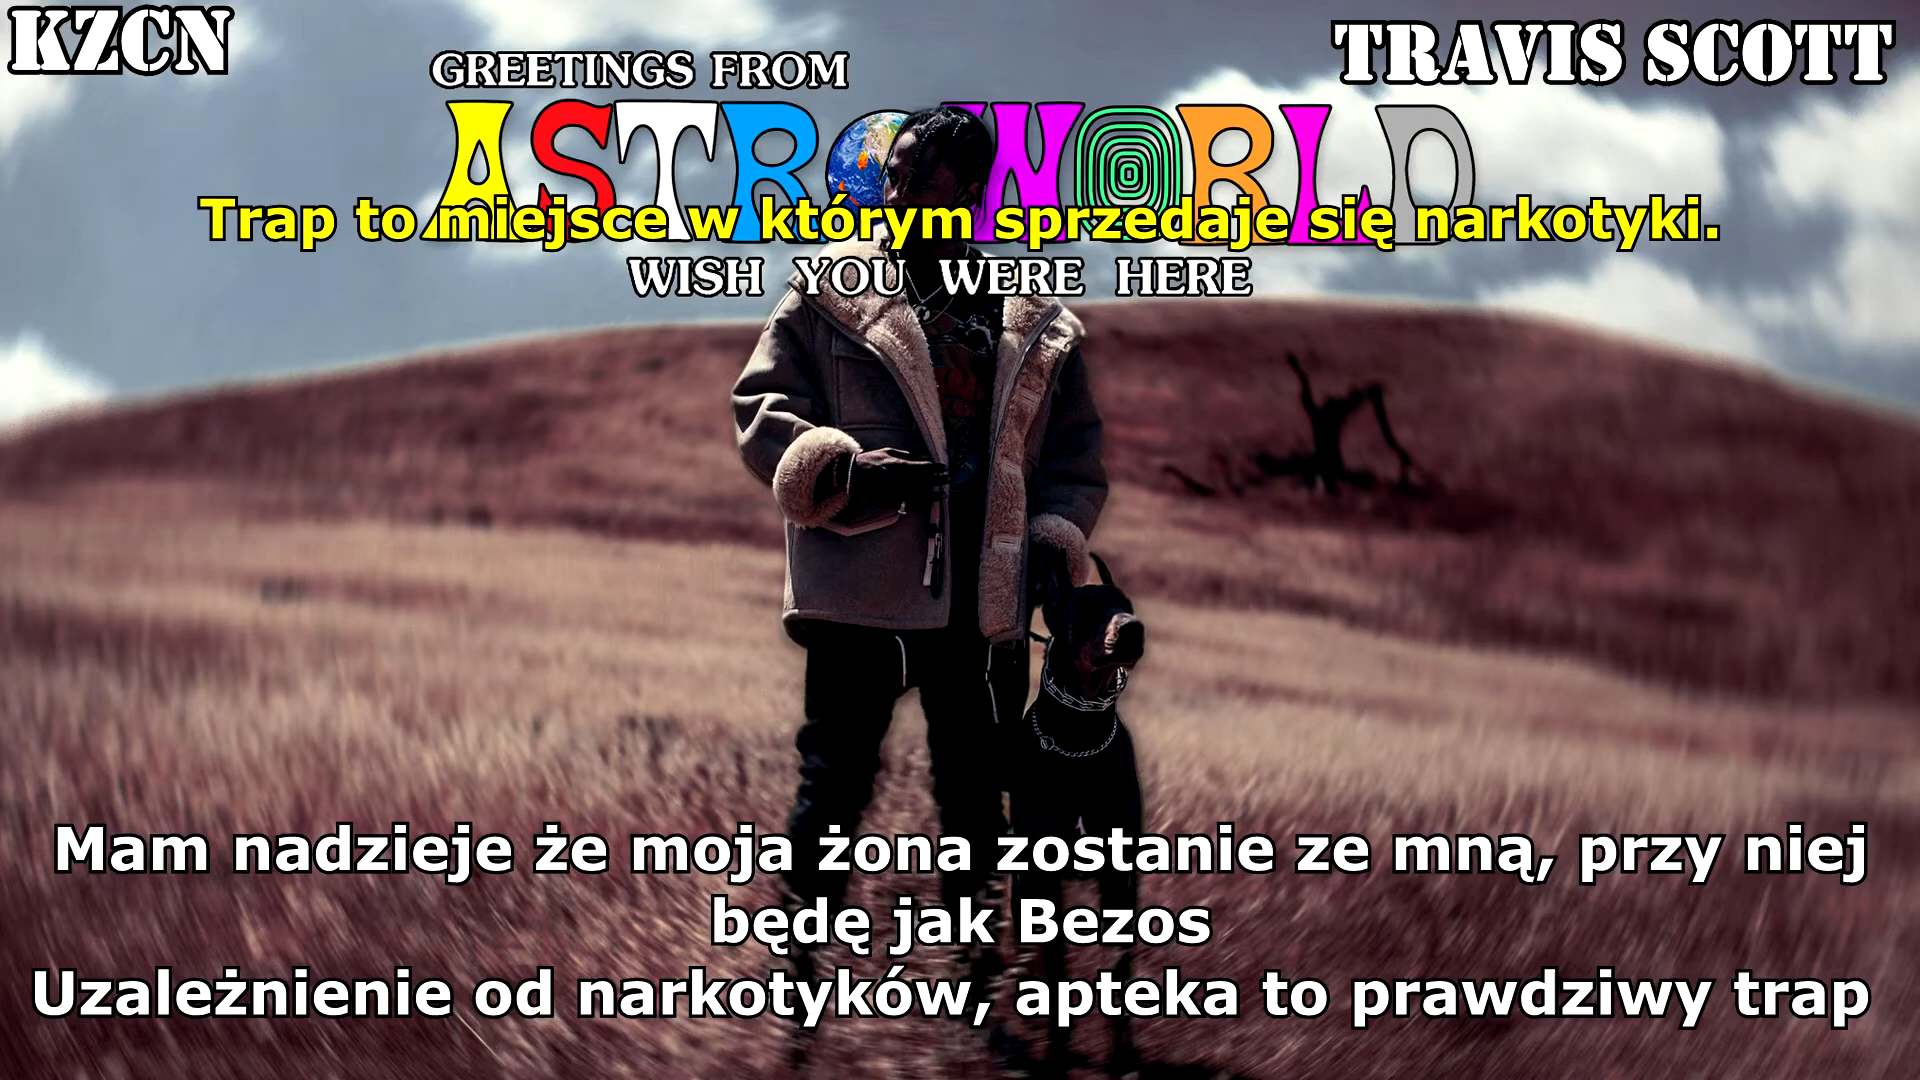 KZCN
TRAVIS SCOTT
GREETINGS FROM
ASTROWORLD
Trap to miejsce w którym sprzedaje się narkotyki.
WISH YOU WERE HERE
Mam nadzieje że moja żona zostanie ze mną, przy niej
będę jak Bezos
Uzależnienie od narkotyków, apteka to prawdziwy trap